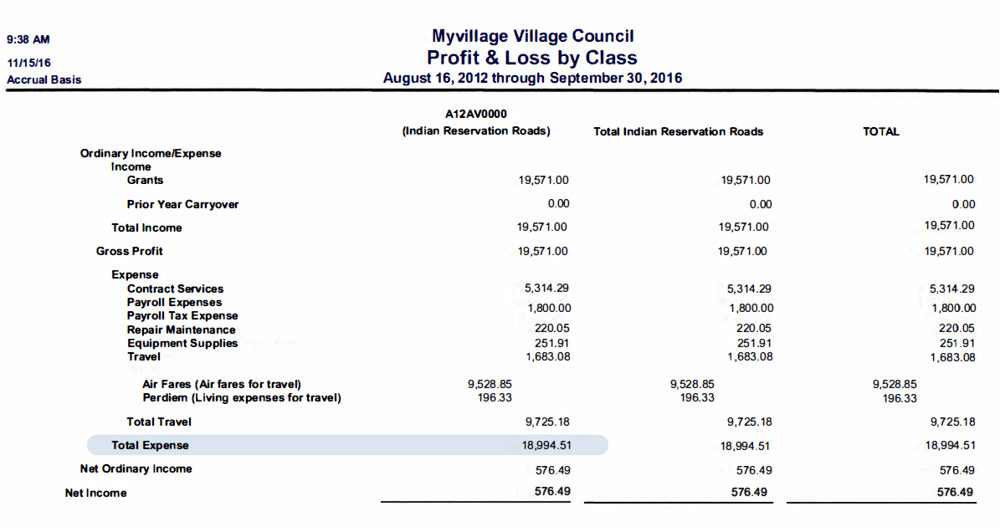 Myvillage Village Council
9:38 AM
Profit & Loss by Class
11/15/16
Accrual Basis August 16, 2012 through September 30, 2016
A12AV0000
(Indian Reservation Roads) Total Indian Reservation Roads TOTAL
Ordinary Income/Expense
Income
Grants 19,571.00 19,571.00 19,571.00
Prior Year Carryover 0.00 0.00 0.00
Total Income 19,571.00 19,571.00 19,571.00
Gross Profit 19,571.00 19,571.00 19,571.00
Expense
Contract Services 5,314.29 5,314.29 5,314.29
Payroll Expenses 1,800.00 1,800.00 1,800.00
Payroll Tax Expense 220.05 220.05 220.05
Repair Maintenance 251.91 251.91 251.91
Equipment Supplies 1,683.08 1,683.08 1,683.08
Travel
Air Fares (Air fares for travel) 9,528.85 9,528.85 9,528.85
Perdiem (Living expenses for travel) 196.33 196.33 196.33
Total Travel 9,725.18 9,725.18 9,725.18
Total Expense 18,994.51 18,994.51 18,994.51
Net Ordinary Income 576.49 576.49 576.49
Net Income 576.49 576.49 576.49